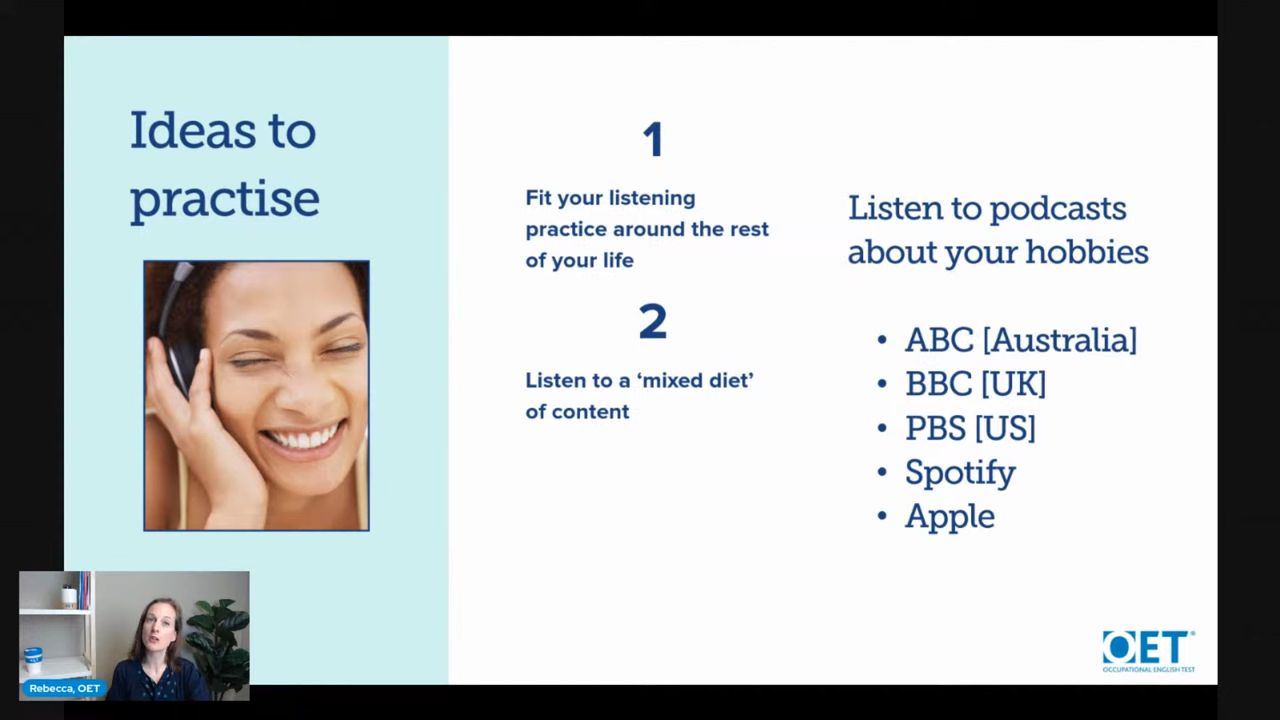 Ideas to
practise
1
Fit your listening
practice around the rest
of your life
2
Listen to a ‘mixed diet’
of content
Listen to podcasts
about your hobbies
• ABC [Australia]
• BBC [UK]
• PBS [US]
• Spotify
• Apple
Rebecca, OET
OET
OCCUPATIONAL ENGLISH TEST